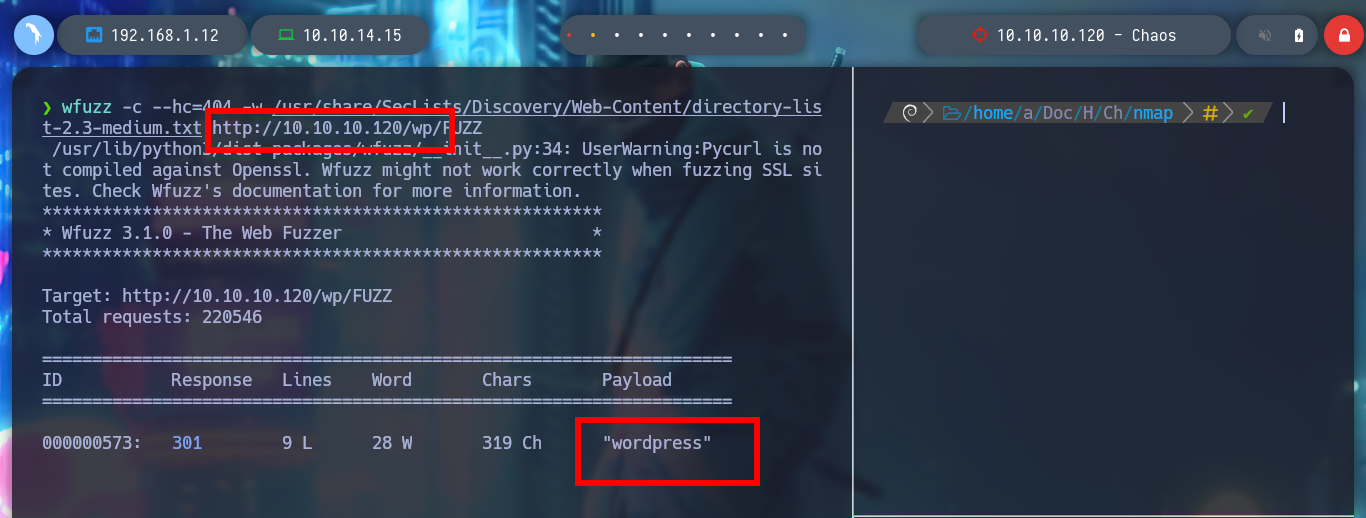 192.168.1.12
10.10.14.15
10.10.10.120 - Chaos
❯ wfuzz -c --hc=404 -w /usr/share/SecLists/Discovery/Web-Content/directory-lis
t-2.3-medium.txt http://10.10.10.120/wp/FUZZ
/usr/lib/python3/dist-packages/wfuzz/__init__.py:34: UserWarning:Pycurl is no
t compiled against Openssl. Wfuzz might not work correctly when fuzzing SSL si
tes. Check Wfuzz's documentation for more information.
********************************************************
* Wfuzz 3.1.0 - The Web Fuzzer                         *
********************************************************
Target: http://10.10.10.120/wp/FUZZ
Total requests: 220546
=====================================================================
ID           Response   Lines    Word       Chars       Payload
=====================================================================
000000573:   301        9 L      28 W       319 Ch      "wordpress"
/home/a/Doc/H/Ch/nmap # ✔